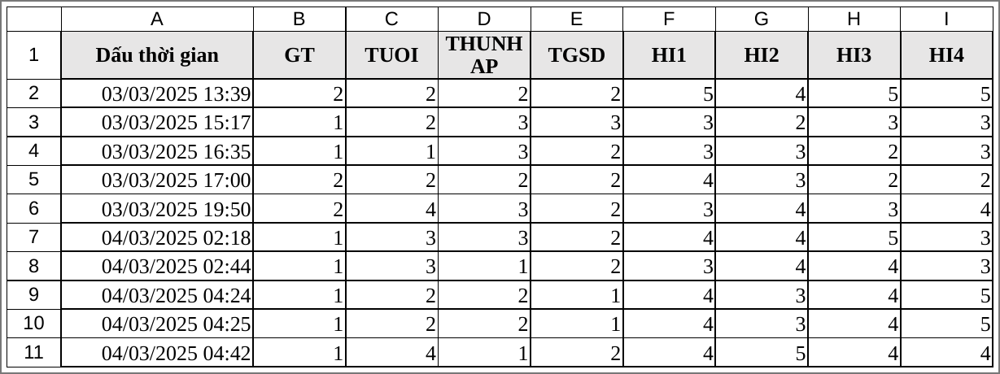 A B C D E F G H I
1 Dấu thời gian GT TUOI THUNH AP TGSD HI1 HI2 HI3 HI4
2 03/03/2025 13:39 2 2 2 2 5 4 5 5
3 03/03/2025 15:17 1 2 3 3 3 2 3 3
4 03/03/2025 16:35 1 1 3 2 3 3 2 3
5 03/03/2025 17:00 2 2 2 2 4 3 2 2
6 03/03/2025 19:50 2 4 3 2 3 4 3 4
7 04/03/2025 02:18 1 3 3 2 4 4 5 3
8 04/03/2025 02:44 1 3 1 2 3 4 4 3
9 04/03/2025 04:24 1 2 2 1 4 3 4 5
10 04/03/2025 04:25 1 2 2 1 4 3 4 5
11 04/03/2025 04:42 1 4 1 2 4 5 4 4